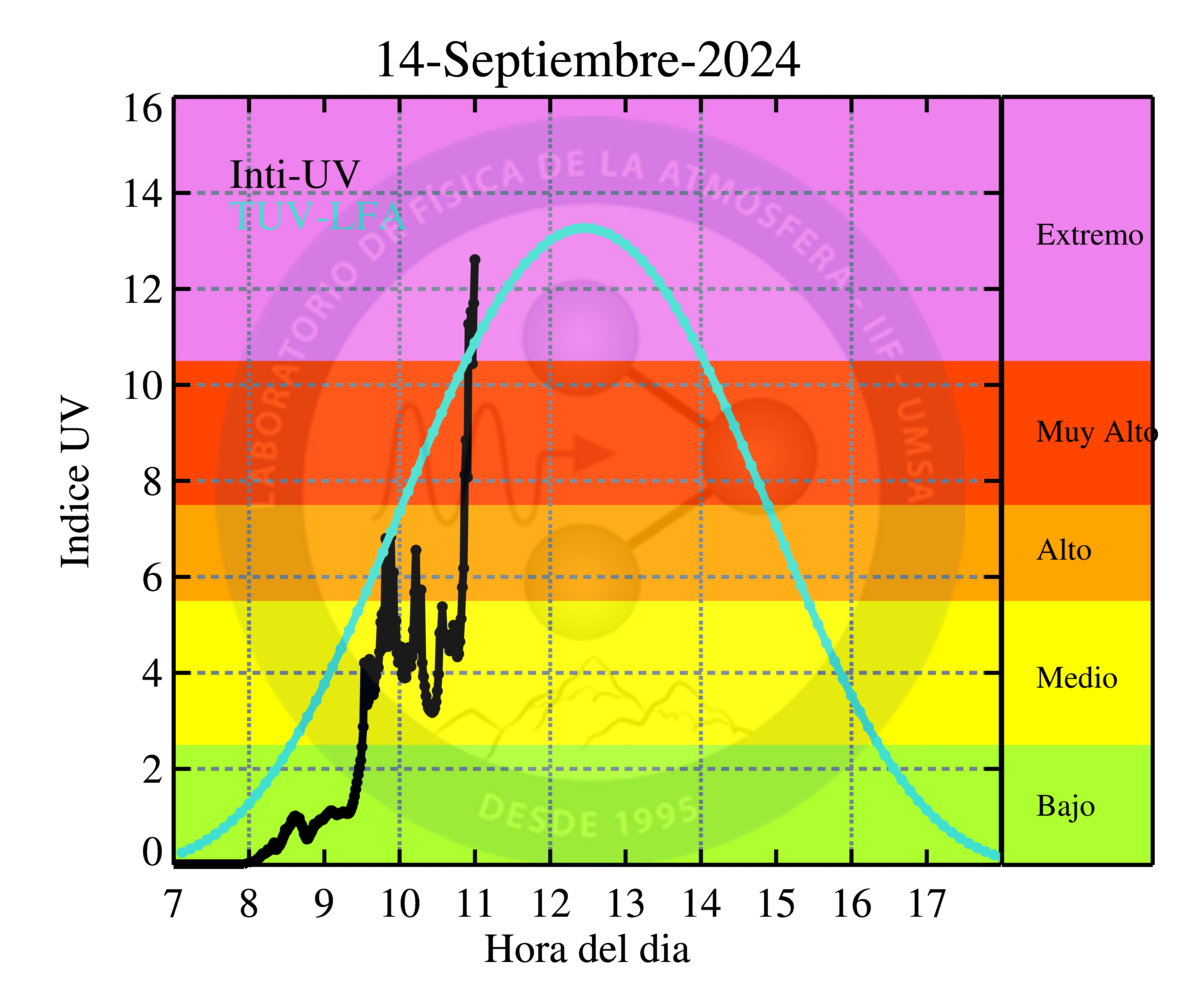 14-Septiembre-2024
16
14
12
10
8
6
4
2
0
Indice UV
Inti-UV
TUV-LFA
LABORATORIO DE FÍSICA DE LA ATMÓSFERA - IIF - UMSA
DESDE 1995
Extremo
Muy Alto
Alto
Medio
Bajo
7 8 9 10 11 12 13 14 15 16 17
Hora del dia